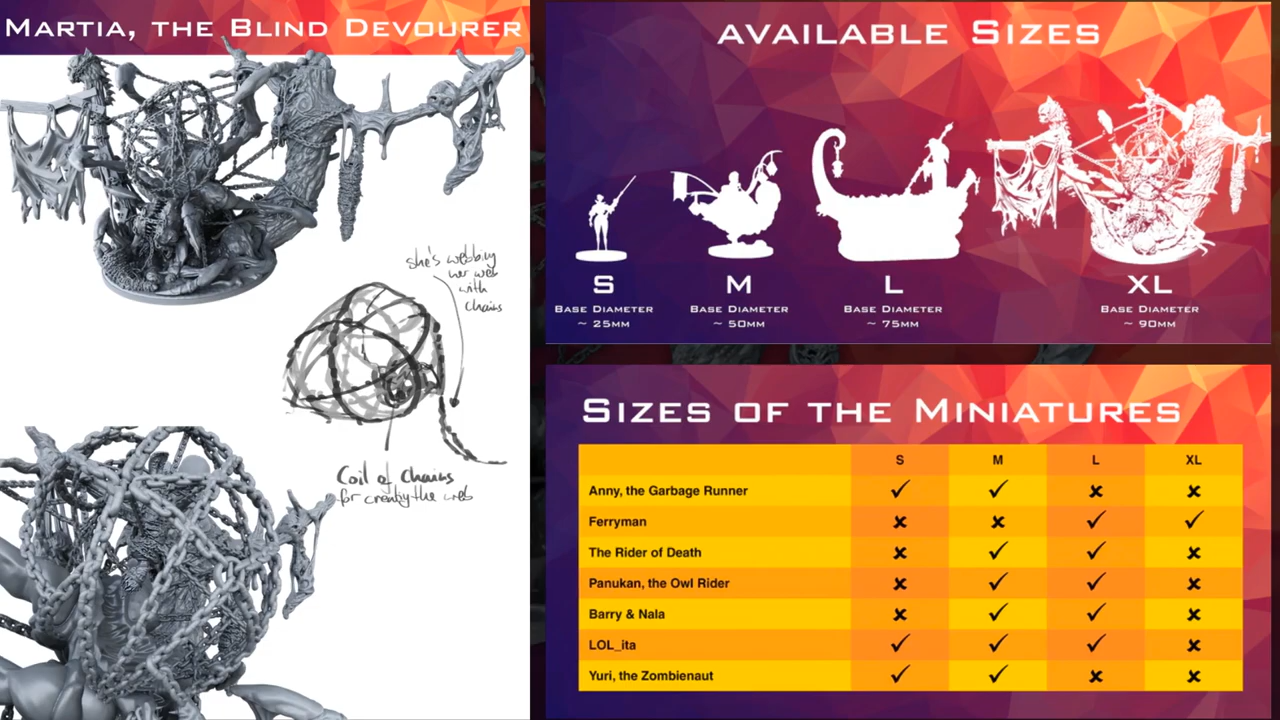 Martia, the Blind Devourer
she's webbing
her web
with
chains
Coil of Chains
for creating the web
Available Sizes
S
Base Diameter
~ 25mm
M
Base Diameter
~ 50mm
L
Base Diameter
~ 75mm
XL
Base Diameter
~ 90mm
Sizes of the Miniatures
S M L XL
Anny, the Garbage Runner ✓ ✓ ✘ ✘
Ferryman ✘ ✘ ✓ ✓
The Rider of Death ✘ ✓ ✓ ✘
Panukan, the Owl Rider ✘ ✓ ✓ ✘
Barry & Nala ✘ ✓ ✓ ✘
LOL_ita ✓ ✓ ✓ ✘
Yuri, the Zombienaut ✓ ✓ ✘ ✘